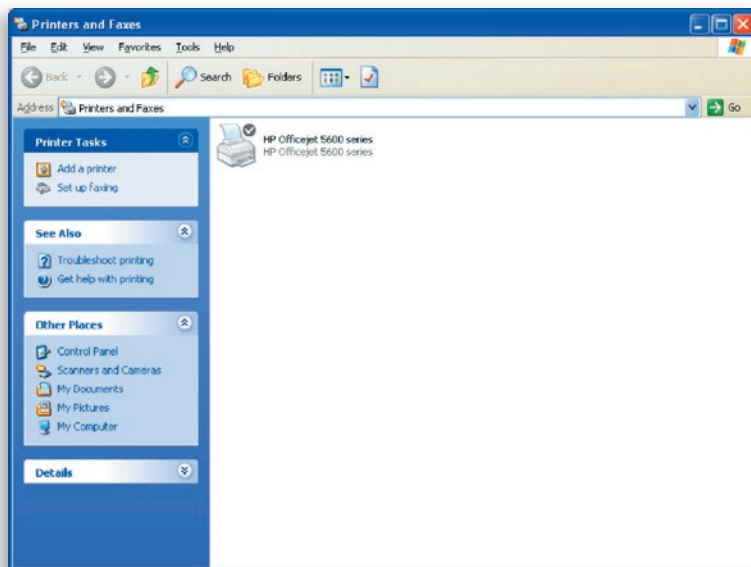 Printers and Faxes
File Edit View Favorites Tools Help
Back Search Folders
Address Printers and Faxes Go
Printer Tasks
Add a printer
Set up faxing
See Also
Troubleshoot printing
Get help with printing
Other Places
Control Panel
Scanners and Cameras
My Documents
My Pictures
My Computer
Details
HP Officejet 5600 series
HP Officejet 5600 series